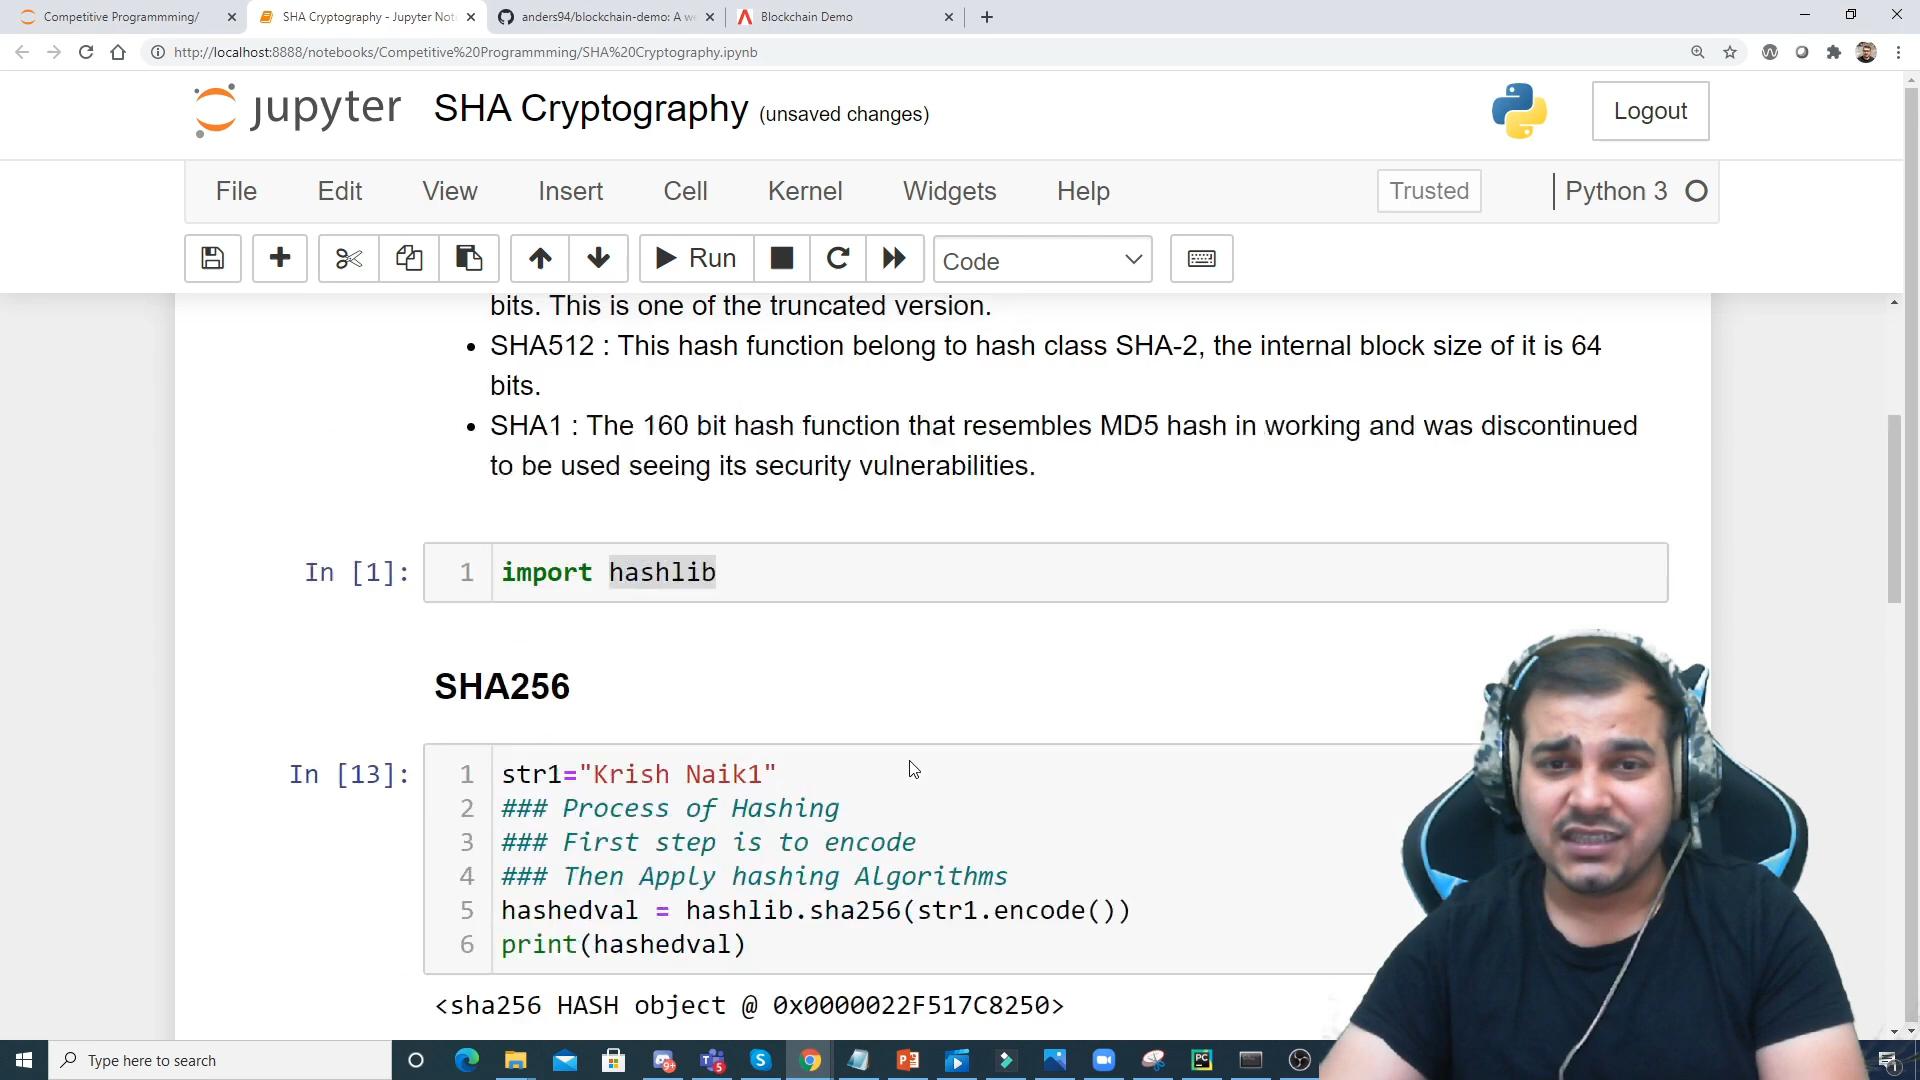 Competitive Programmming/
SHA Cryptography - Jupyter Not
anders94/blockchain-demo: A we
Blockchain Demo
http://localhost:8888/notebooks/Competitive%20Programmming/SHA%20Cryptography.ipynb
jupyter SHA Cryptography (unsaved changes)
Logout
File Edit View Insert Cell Kernel Widgets Help
Trusted
Python 3
Run
Code
bits. This is one of the truncated version.
• SHA512 : This hash function belong to hash class SHA-2, the internal block size of it is 64
bits.
• SHA1 : The 160 bit hash function that resembles MD5 hash in working and was discontinued
to be used seeing its security vulnerabilities.
In [1]: 1 import hashlib
SHA256
In [13]: 1 str1="Krish Naik1"
2 ### Process of Hashing
3 ### First step is to encode
4 ### Then Apply hashing Algorithms
5 hashedval = hashlib.sha256(str1.encode())
6 print(hashedval)
<sha256 HASH object @ 0x0000022F517C8250>
Type here to search